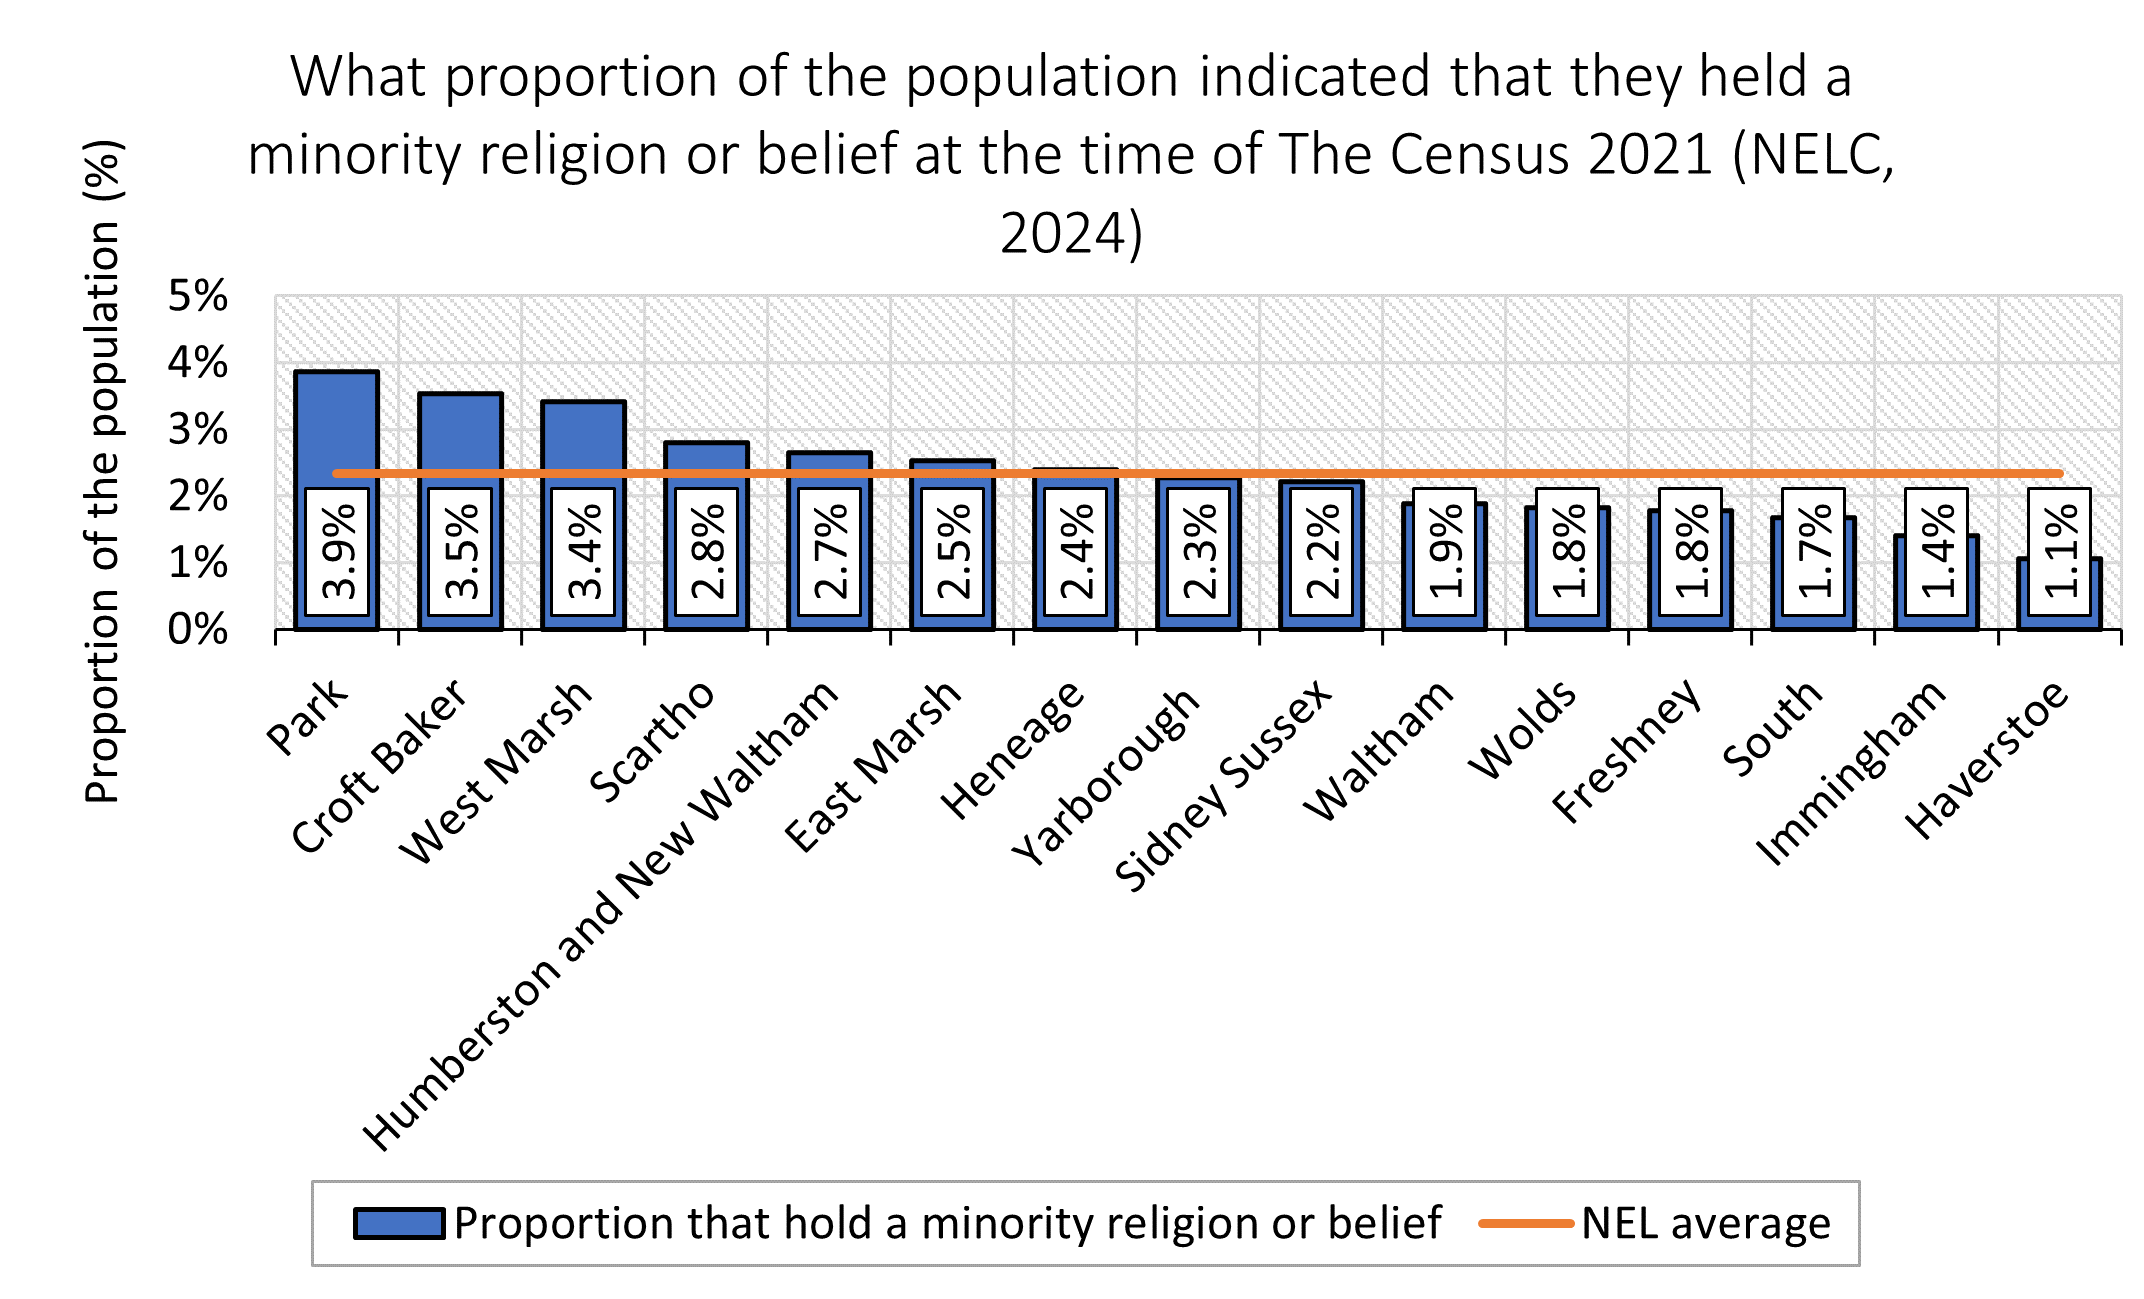 What proportion of the population indicated that they held a
minority religion or belief at the time of The Census 2021 (NELC,
2024)
Proportion of the population (%)
5%
4%
3%
2%
1%
0%
3.9%
3.5%
3.4%
2.8%
2.7%
2.5%
2.4%
2.3%
2.2%
1.9%
1.8%
1.8%
1.7%
1.4%
1.1%
Park
Croft Baker
West Marsh
Scartho
Humberston and New Waltham
East Marsh
Heneage
Yarborough
Sidney Sussex
Waltham
Wolds
Freshney
South
Immingham
Haverstoe
Proportion that hold a minority religion or belief
NEL average